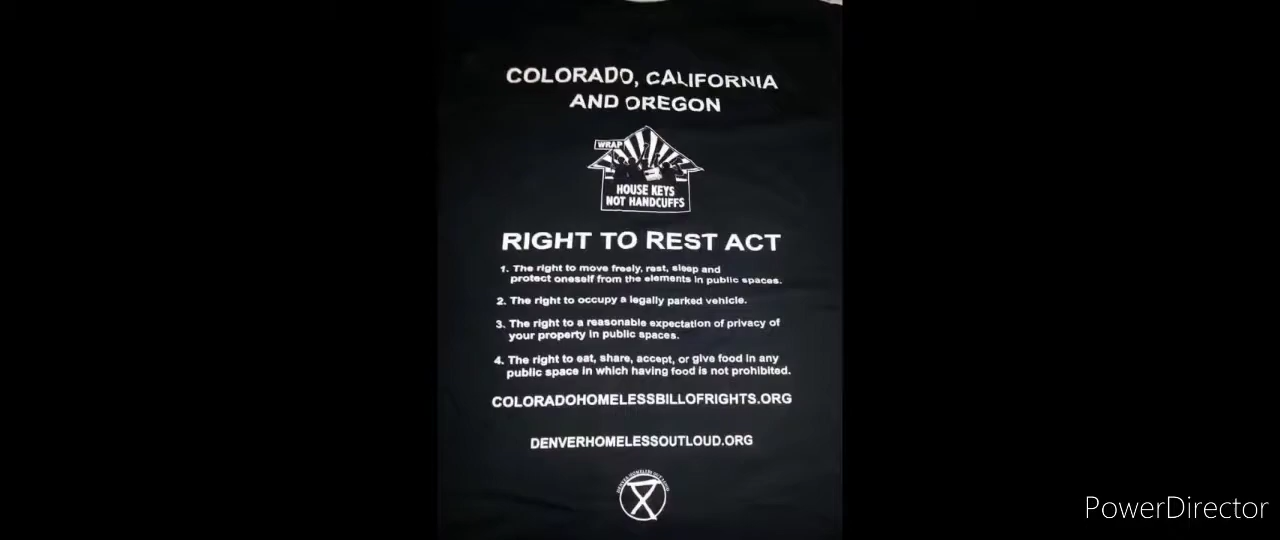 COLORADO, CALIFORNIA
AND OREGON
WRAP
HOUSE KEYS
NOT HANDCUFFS
RIGHT TO REST ACT
1. The right to move freely, rest, sleep and
protect oneself from the elements in public spaces.
2. The right to occupy a legally parked vehicle.
3. The right to a reasonable expectation of privacy of
your property in public spaces.
4. The right to eat, share, accept, or give food in any
public space in which having food is not prohibited.
COLORADOHOMELESSBILLOFRIGHTS.ORG
DENVERHOMELESSOUTLOUD.ORG
DENVER HOMELESS OUT LOUD
PowerDirector